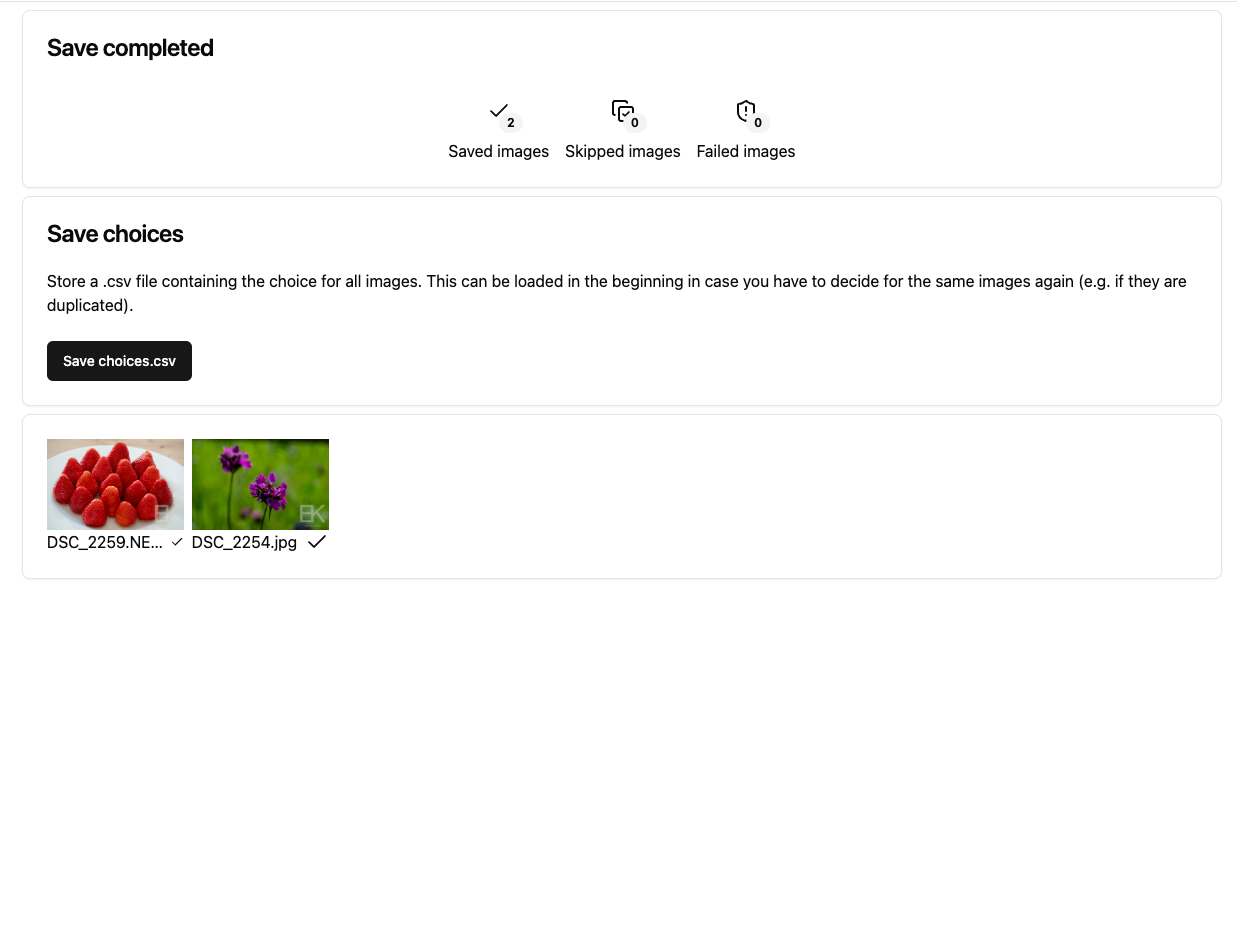 Save completed
2
0
0
Saved images
Skipped images
Failed images
Save choices
Store a .csv file containing the choice for all images. This can be loaded in the beginning in case you have to decide for the same images again (e.g. if they are
duplicated).
Save choices.csv
EK
DSC_2259.NE...
DSC_2254.jpg